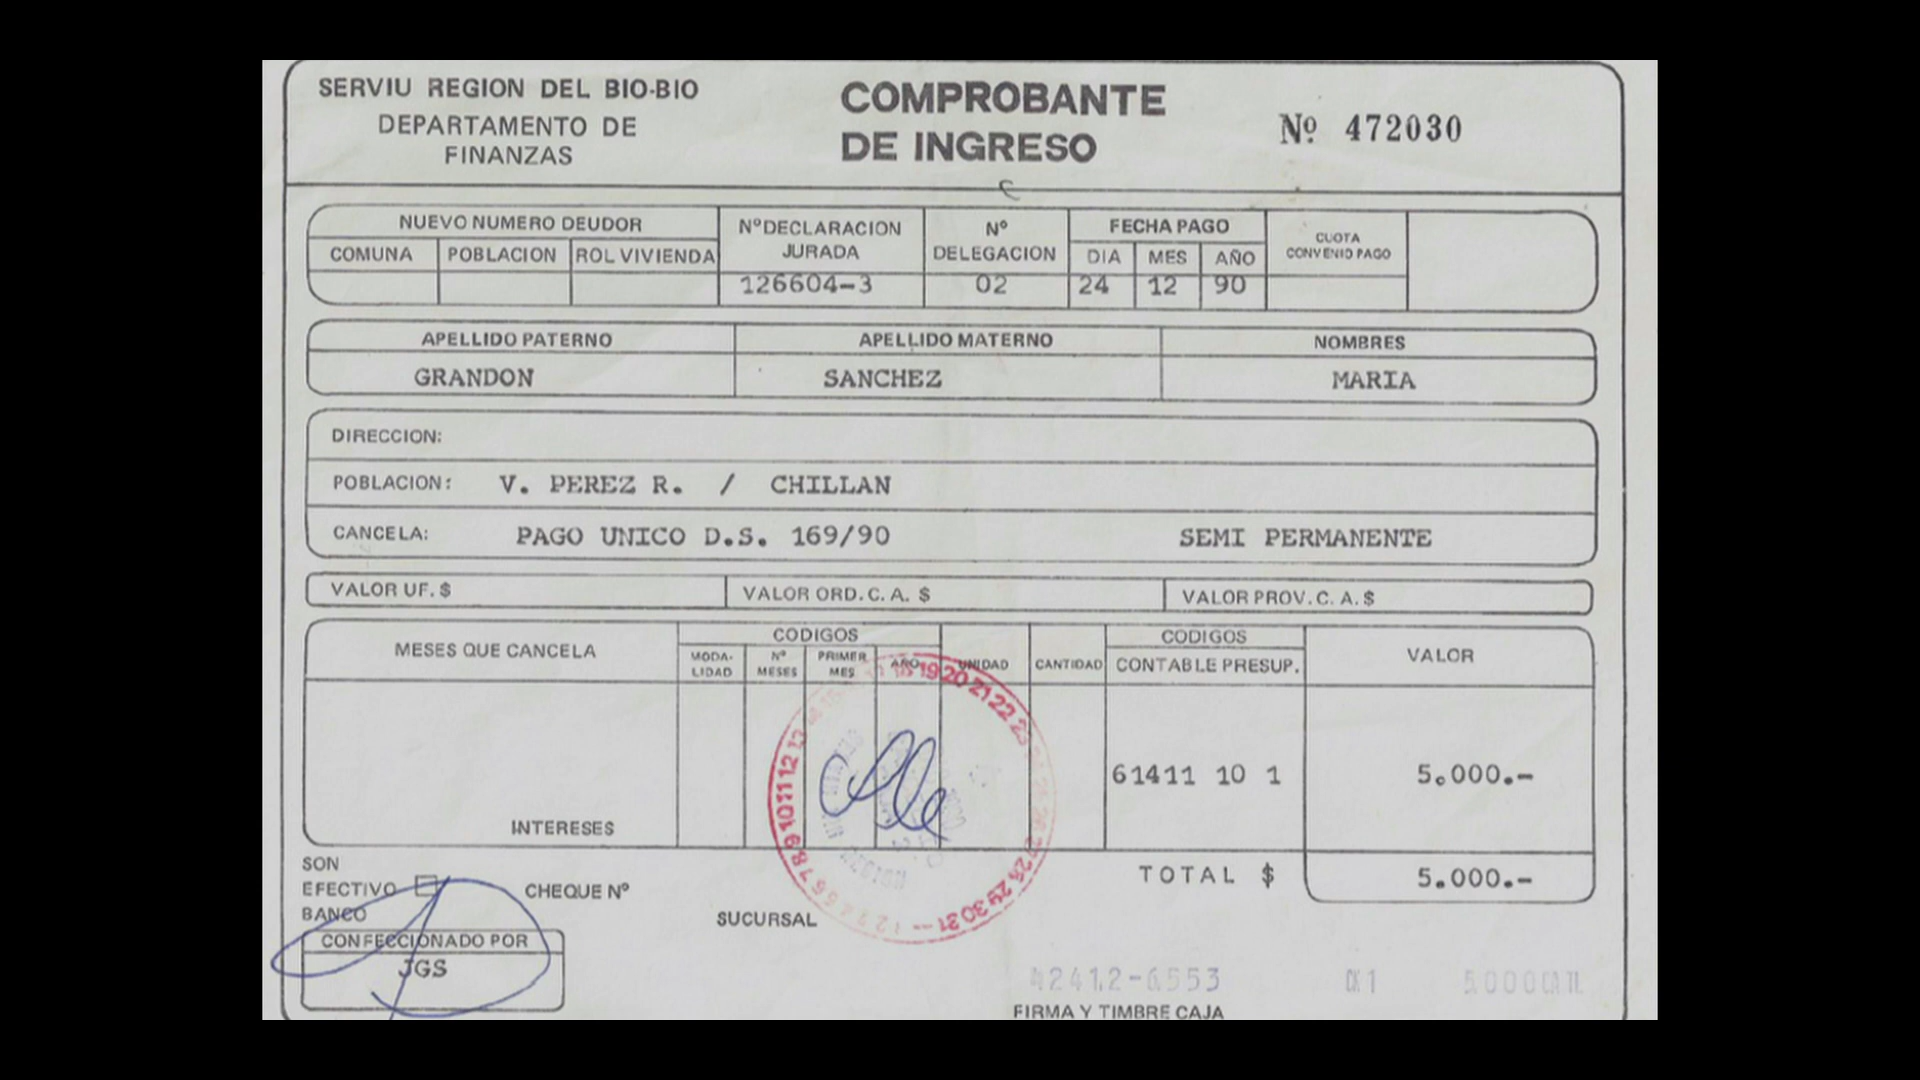 SERVIU REGION DEL BIO-BIO
DEPARTAMENTO DE
FINANZAS
COMPROBANTE
DE INGRESO
Nº 472030
NUEVO NUMERO DEUDOR
COMUNA POBLACION ROL VIVIENDA
Nº DECLARACION
JURADA
126604-3
Nº
DELEGACION
02
FECHA PAGO
DIA MES AÑO
24 12 90
CUOTA
CONVENIO PAGO
APELLIDO PATERNO APELLIDO MATERNO NOMBRES
GRANDON SANCHEZ MARIA
DIRECCION:
POBLACION: V. PEREZ R. / CHILLAN
CANCELA: PAGO UNICO D.S. 169/90 SEMI PERMANENTE
VALOR UF. $ VALOR ORD. C. A. $ VALOR PROV. C. A. $
MESES QUE CANCELA
CODIGOS
MODA-
LIDAD
Nº
MESES
PRIMER
MES
AÑO
UNIDAD
CANTIDAD
CODIGOS
CONTABLE PRESUP.
VALOR
61411 10 1 5.000.-
INTERESES
TOTAL $ 5.000.-
SON
EFECTIVO
BANCO
CHEQUE Nº
SUCURSAL
CONFECCIONADO POR
JGS
FIRMA Y TIMBRE CAJA